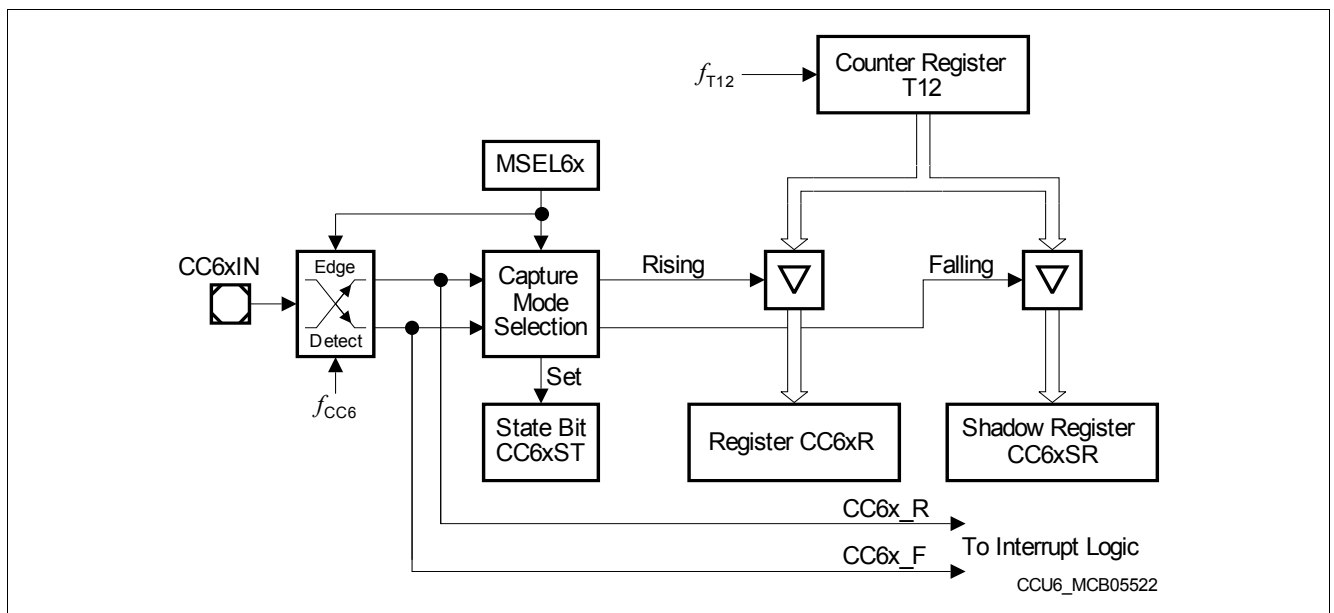 Counter Register
T12
fT12
MSEL6x
CC6xIN
Edge
Detect
Capture
Mode
Selection
Rising
Falling
fCC6
Set
State Bit
CC6xST
Register CC6xR
Shadow Register
CC6xSR
CC6x_R
CC6x_F
To Interrupt Logic
CCU6_MCB05522